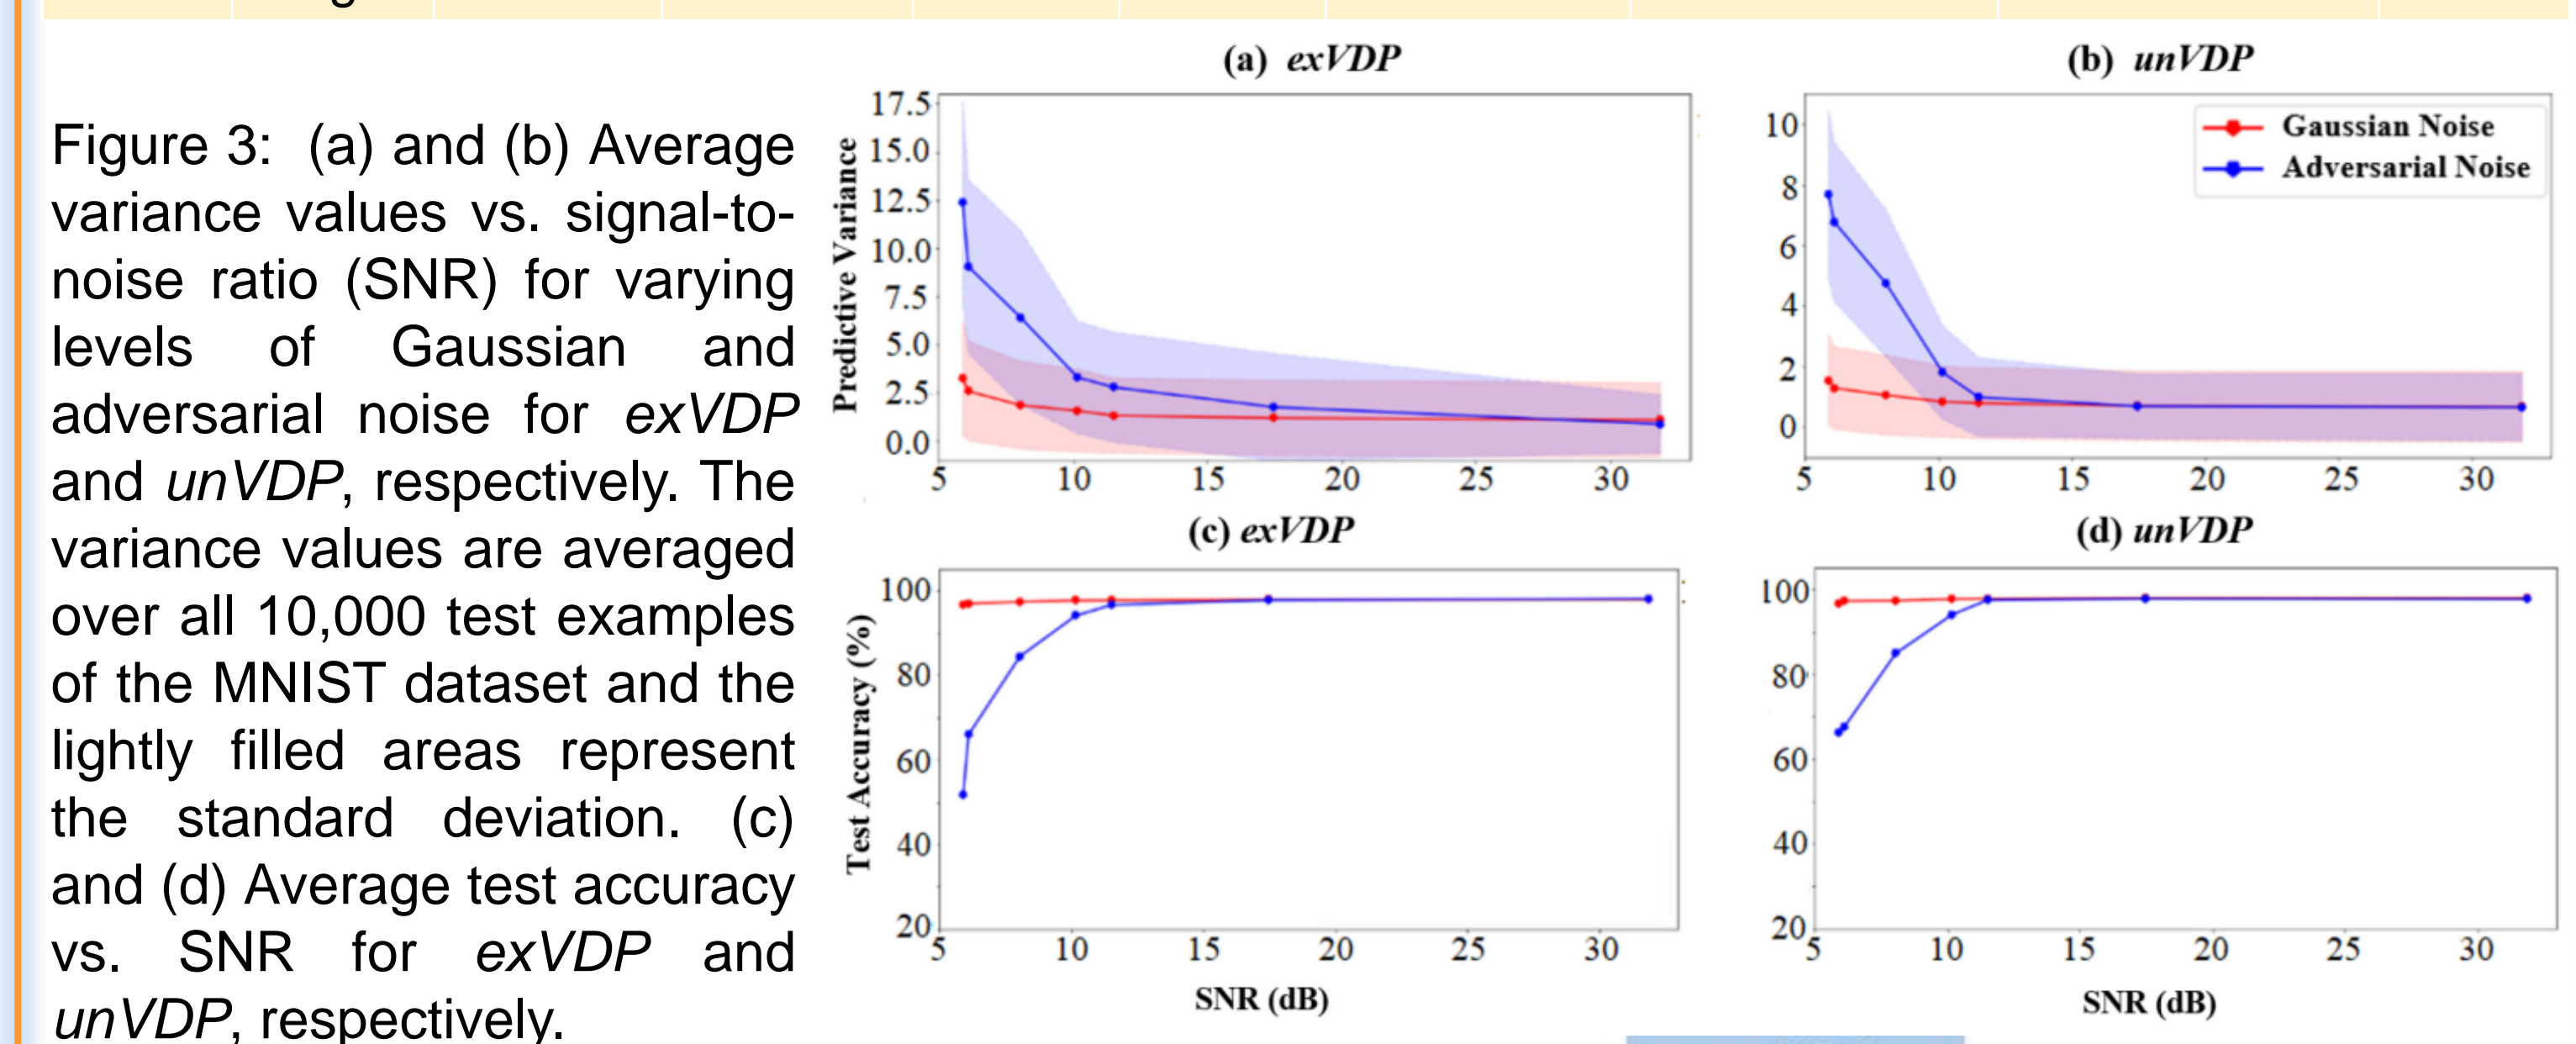 Figure 3: (a) and (b) Average
variance values vs. signal-to-
noise ratio (SNR) for varying
levels of Gaussian and
adversarial noise for exVDP
and unVDP, respectively. The
variance values are averaged
over all 10,000 test examples
of the MNIST dataset and the
lightly filled areas represent
the standard deviation. (c)
and (d) Average test accuracy
vs. SNR for exVDP and
unVDP, respectively.
(a) exVDP
Predictive Variance
17.5
15.0
12.5
10.0
7.5
5.0
2.5
0.0
5 10 15 20 25 30
(b) unVDP
Gaussian Noise
Adversarial Noise
10
8
6
4
2
0
5 10 15 20 25 30
(c) exVDP
Test Accuracy (%)
100
80
60
40
20
5 10 15 20 25 30
SNR (dB)
(d) unVDP
100
80
60
40
20
5 10 15 20 25 30
SNR (dB)